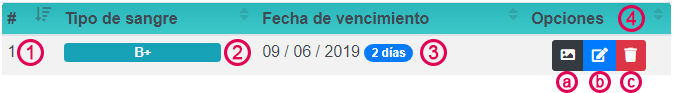 # Tipo de sangre Fecha de vencimiento Opciones 4
1 1 B+ 2 09 / 06 / 2019 2 días 3
a b c